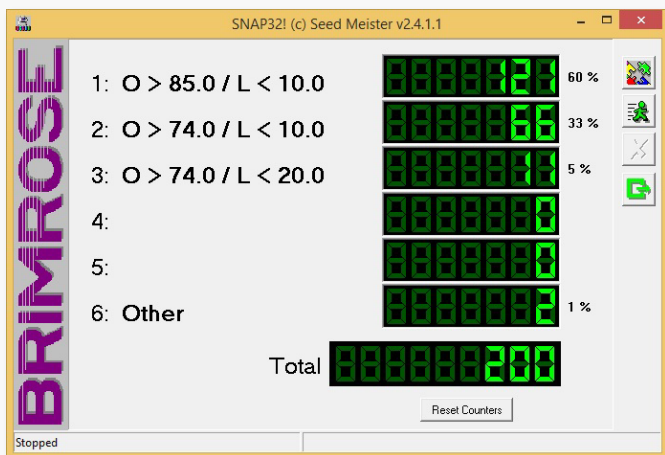 SNAP32! (c) Seed Meister v2.4.1.1
BRIMROSE
1: O > 85.0 / L < 10.0 121 60 %
2: O > 74.0 / L < 10.0 66 33 %
3: O > 74.0 / L < 20.0 11 5 %
4: 0
5: 0
6: Other 2 1 %
Total 200
Reset Counters
Stopped